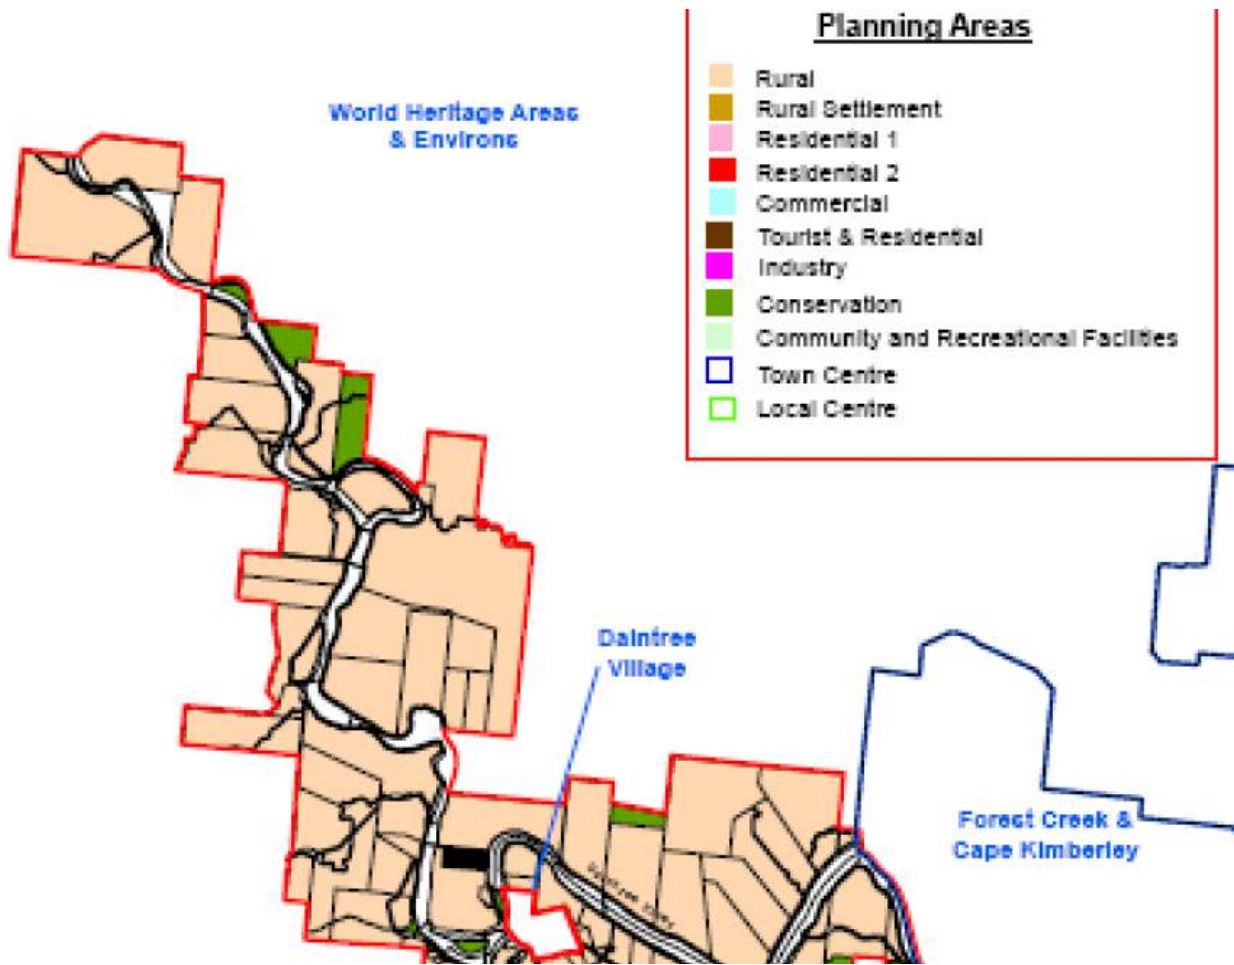 Planning Areas
Rural
Rural Settlement
Residential 1
Residential 2
Commercial
Tourist & Residential
Industry
Conservation
Community and Recreational Facilities
Town Centre
Local Centre
World Heritage Areas
& Environs
Daintree
Village
Forest Creek &
Cape Kimberley